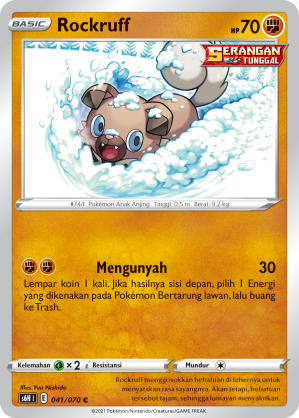 BASIC Rockruff HP 70
SERANGAN TUNGGAL
#744 Pokémon Anak Anjing Tinggi: 0.5 m Berat: 9.2 kg
Mengunyah 30
Lempar koin 1 kali. Jika hasilnya sisi depan, pilih 1 Energi
yang dikenakan pada Pokémon Bertarung lawan, lalu buang
ke Trash.
Kelemahan ×2 Resistansi Mundur
Illus. Yuu Nishida
s6H I E 041/070 C
Rockruff menggosokkan bebatuan di lehernya untuk
menyatakan rasa sayangnya. Akan tetapi, bebatuan
tersebut tajam, sehingga lumayan menyakitkan.
©2021 Pokémon/Nintendo/Creatures/GAME FREAK.